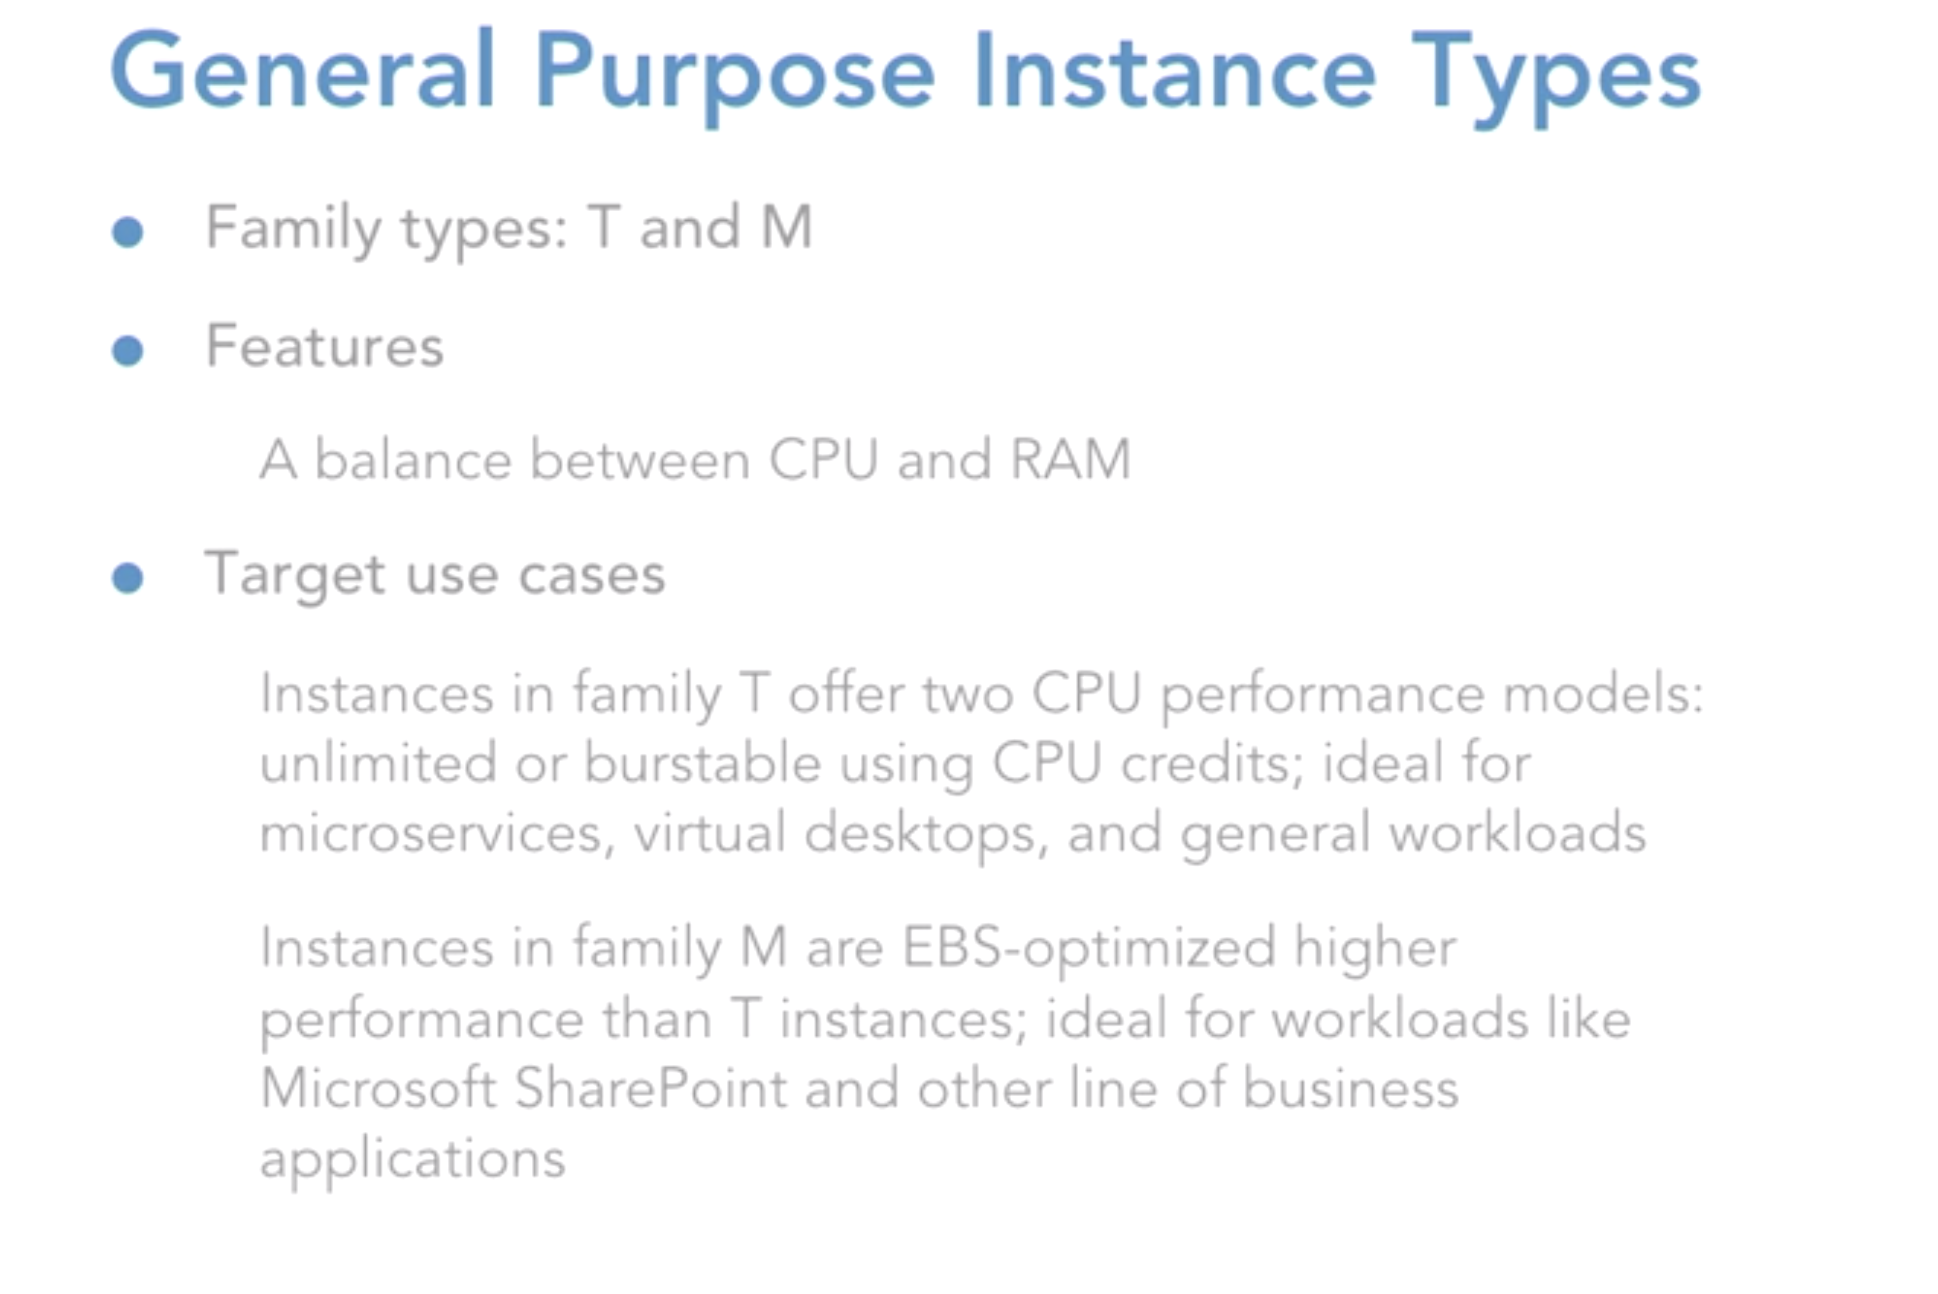 General Purpose Instance Types
Family types: T and M
Features
A balance between CPU and RAM
Target use cases
Instances in family T offer two CPU performance models:
unlimited or burstable using CPU credits; ideal for
microservices, virtual desktops, and general workloads
Instances in family M are EBS-optimized higher
performance than T instances; ideal for workloads like
Microsoft SharePoint and other line of business
applications